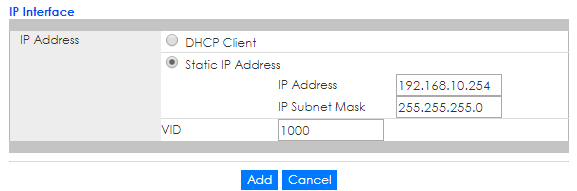 IP Interface
IP Address
DHCP Client
Static IP Address
IP Address 192.168.10.254
IP Subnet Mask 255.255.255.0
VID 1000
Add Cancel